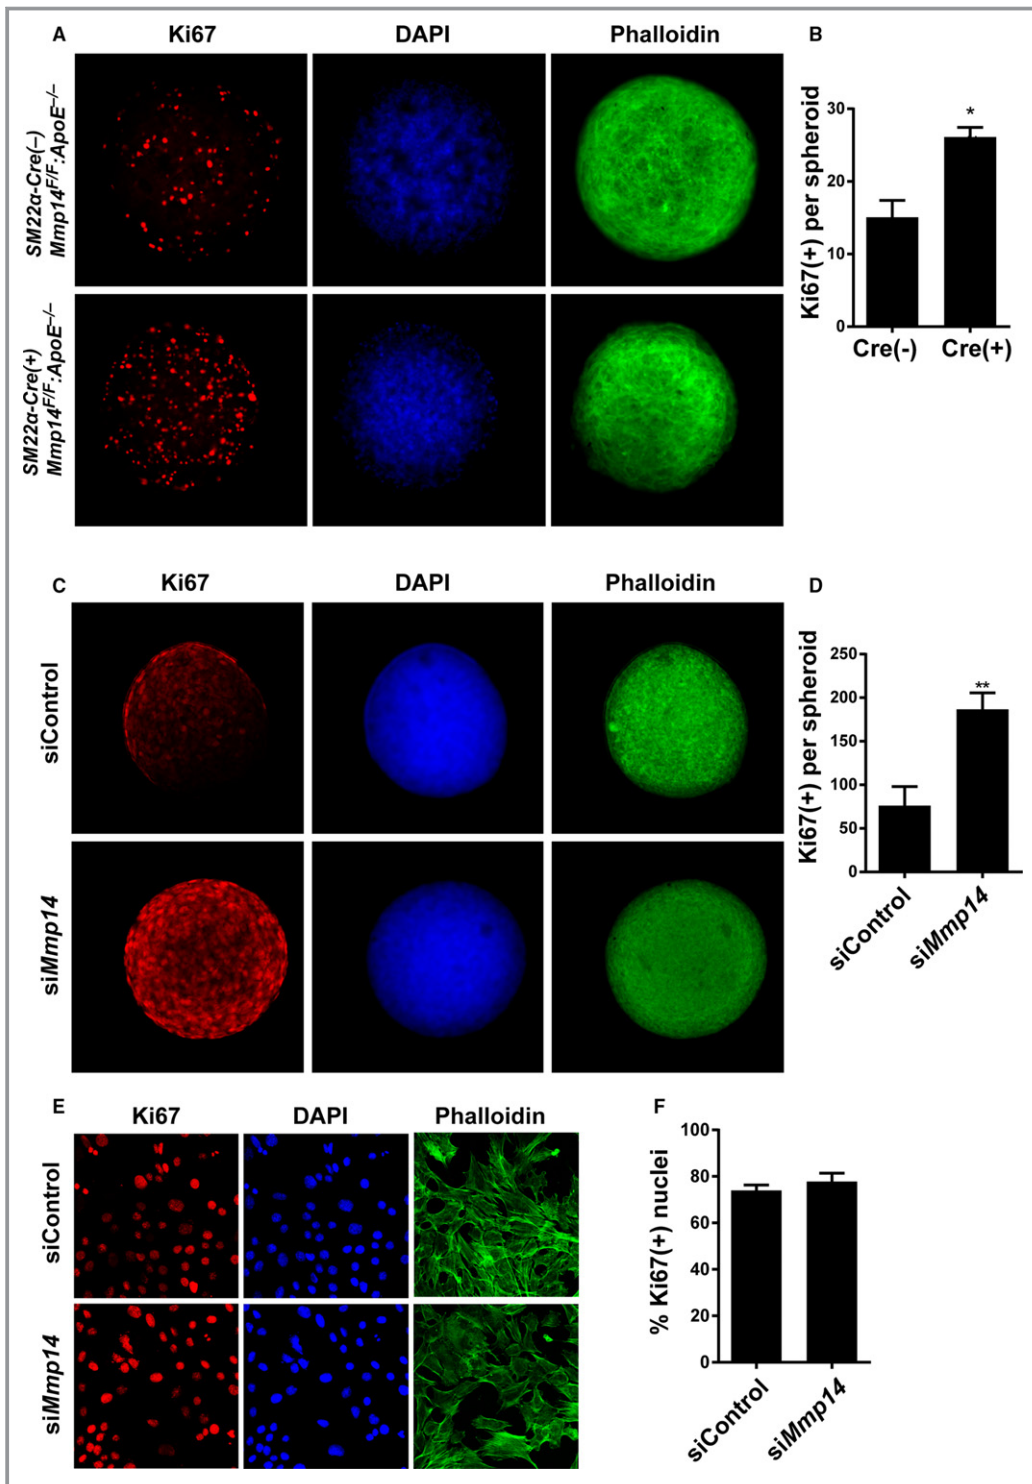 A
Ki67
DAPI
Phalloidin
SM22α-Cre(-)
Mmp14F/F:ApoE–/–
SM22α-Cre(+)
Mmp14F/F:ApoE–/–
B
Ki67(+) per spheroid
30
20
10
0
*
Cre(-)
Cre(+)
C
Ki67
DAPI
Phalloidin
siControl
siMmp14
D
Ki67(+) per spheroid
250
200
150
100
50
0
**
siControl
siMmp14
E
Ki67
DAPI
Phalloidin
siControl
siMmp14
F
% Ki67(+) nuclei
100
80
60
40
20
0
siControl
siMmp14